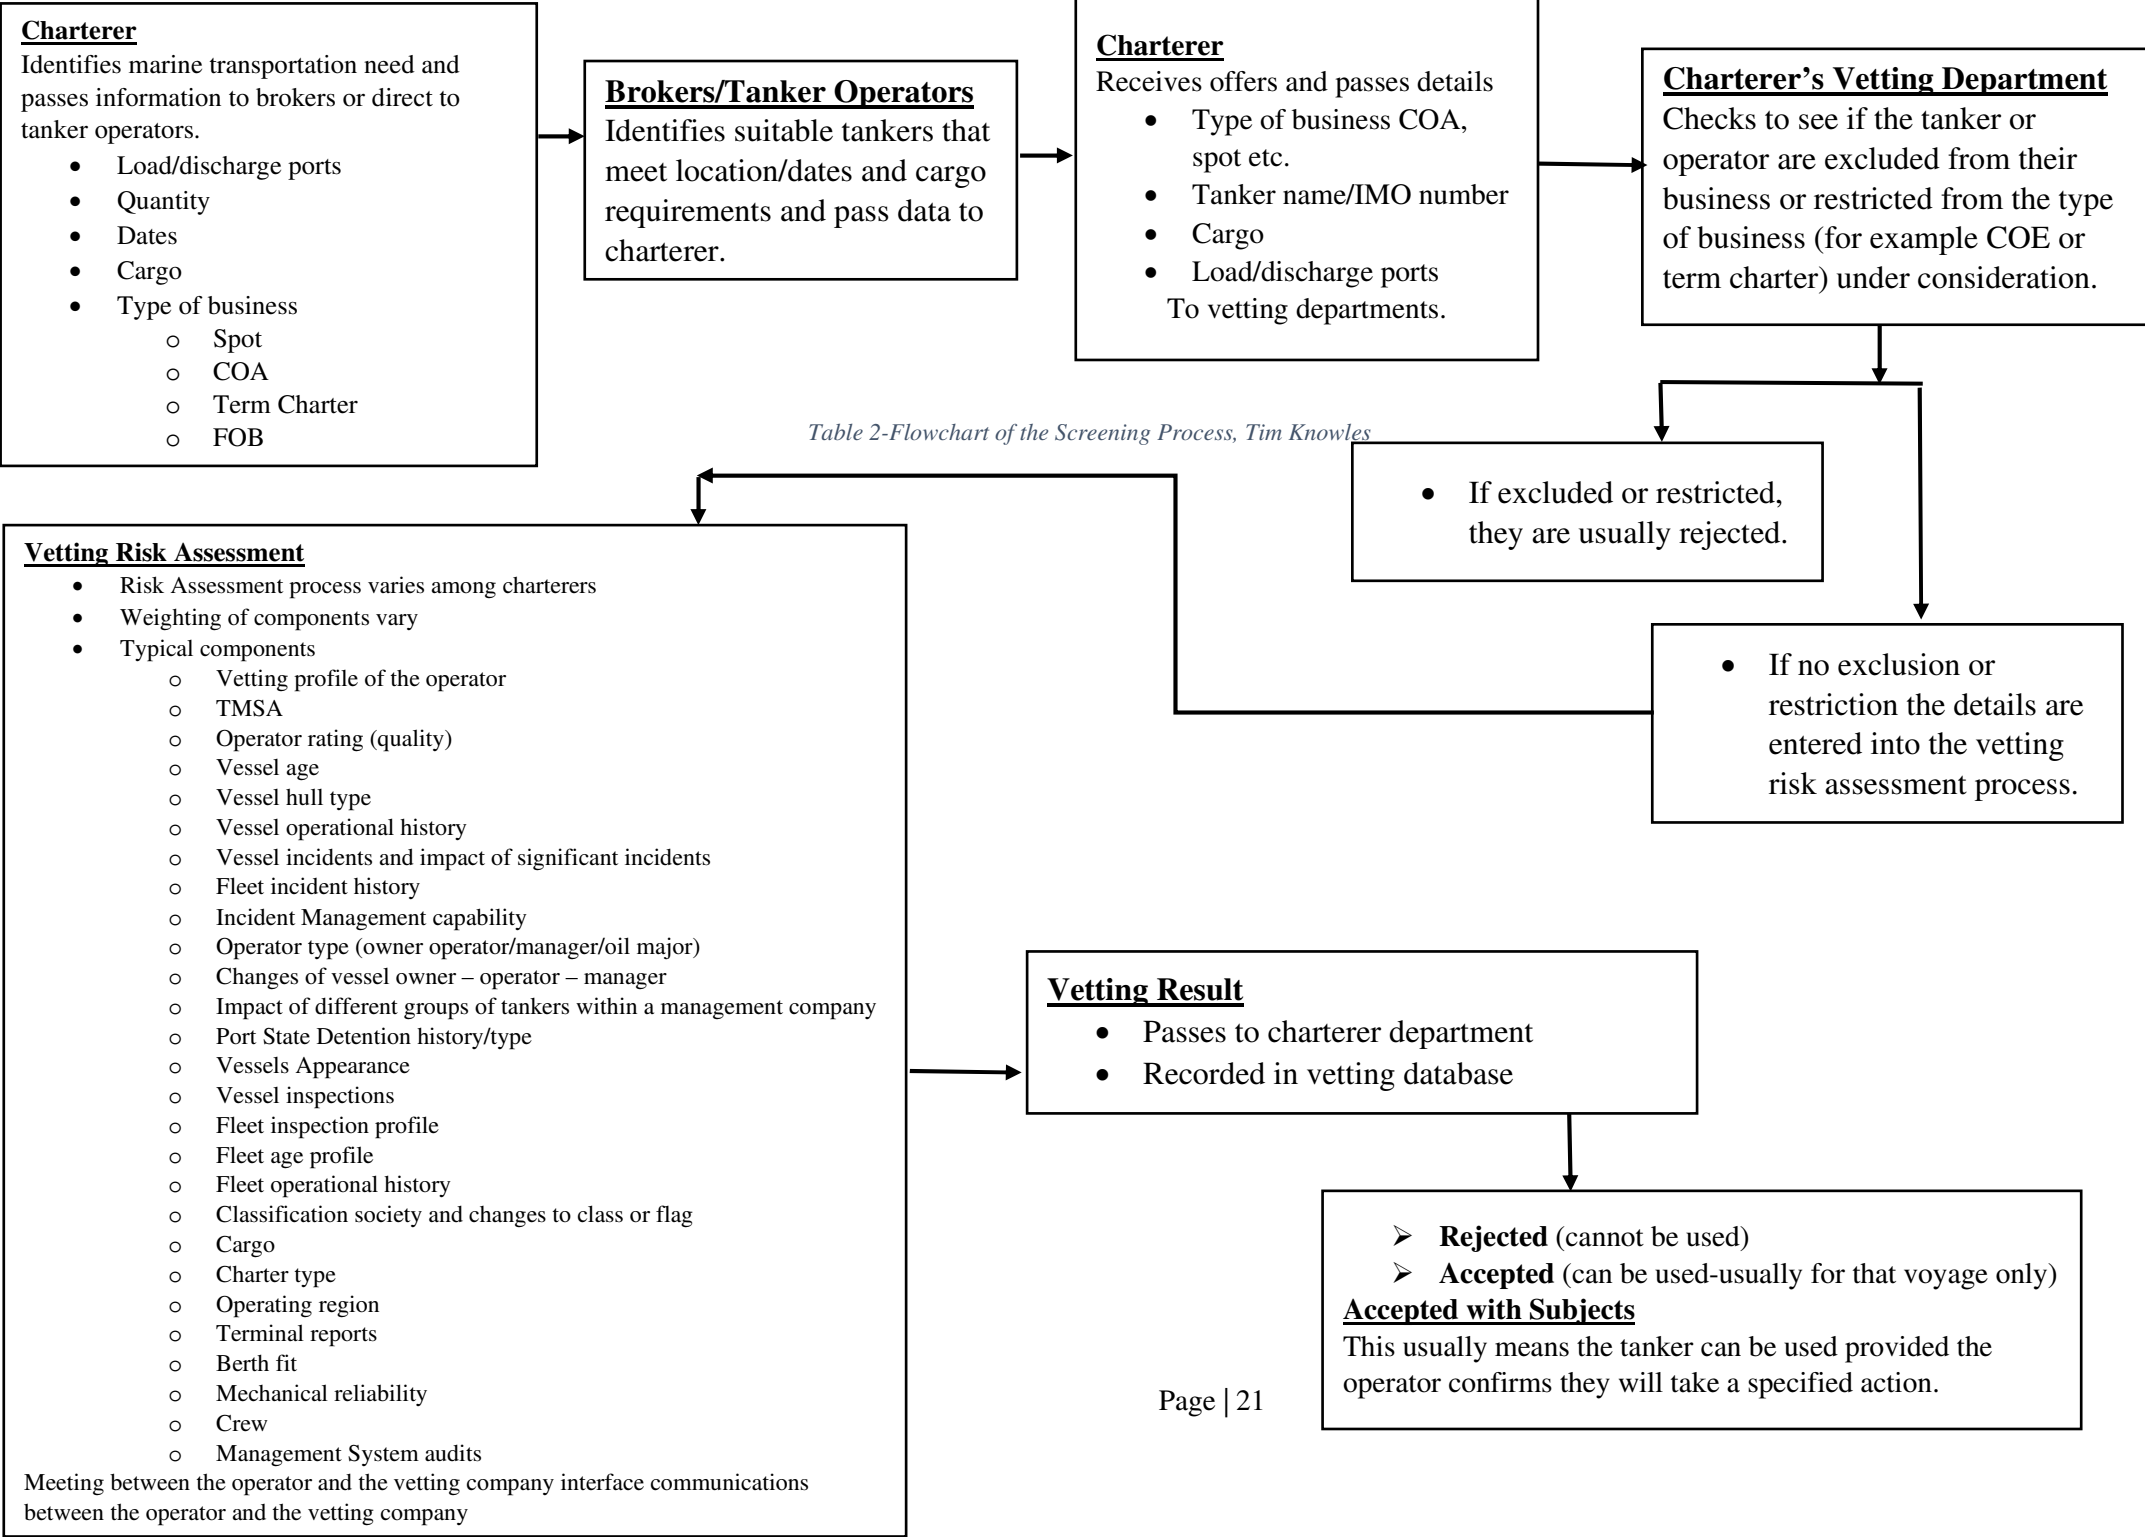 Charterer
Identifies marine transportation need and
passes information to brokers or direct to
tanker operators.
• Load/discharge ports
• Quantity
• Dates
• Cargo
• Type of business
o Spot
o COA
o Term Charter
o FOB
Brokers/Tanker Operators
Identifies suitable tankers that
meet location/dates and cargo
requirements and pass data to
charterer.
Charterer
Receives offers and passes details
• Type of business COA,
spot etc.
• Tanker name/IMO number
• Cargo
• Load/discharge ports
To vetting departments.
Charterer’s Vetting Department
Checks to see if the tanker or
operator are excluded from their
business or restricted from the type
of business (for example COE or
term charter) under consideration.
Table 2-Flowchart of the Screening Process, Tim Knowles
• If excluded or restricted,
they are usually rejected.
• If no exclusion or
restriction the details are
entered into the vetting
risk assessment process.
Vetting Risk Assessment
• Risk Assessment process varies among charterers
• Weighting of components vary
• Typical components
o Vetting profile of the operator
o TMSA
o Operator rating (quality)
o Vessel age
o Vessel hull type
o Vessel operational history
o Vessel incidents and impact of significant incidents
o Fleet incident history
o Incident Management capability
o Operator type (owner operator/manager/oil major)
o Changes of vessel owner – operator – manager
o Impact of different groups of tankers within a management company
o Port State Detention history/type
o Vessels Appearance
o Vessel inspections
o Fleet inspection profile
o Fleet age profile
o Fleet operational history
o Classification society and changes to class or flag
o Cargo
o Charter type
o Operating region
o Terminal reports
o Berth fit
o Mechanical reliability
o Crew
o Management System audits
Meeting between the operator and the vetting company interface communications
between the operator and the vetting company
Vetting Result
• Passes to charterer department
• Recorded in vetting database
➢ Rejected (cannot be used)
➢ Accepted (can be used-usually for that voyage only)
Accepted with Subjects
This usually means the tanker can be used provided the
operator confirms they will take a specified action.
Page | 21